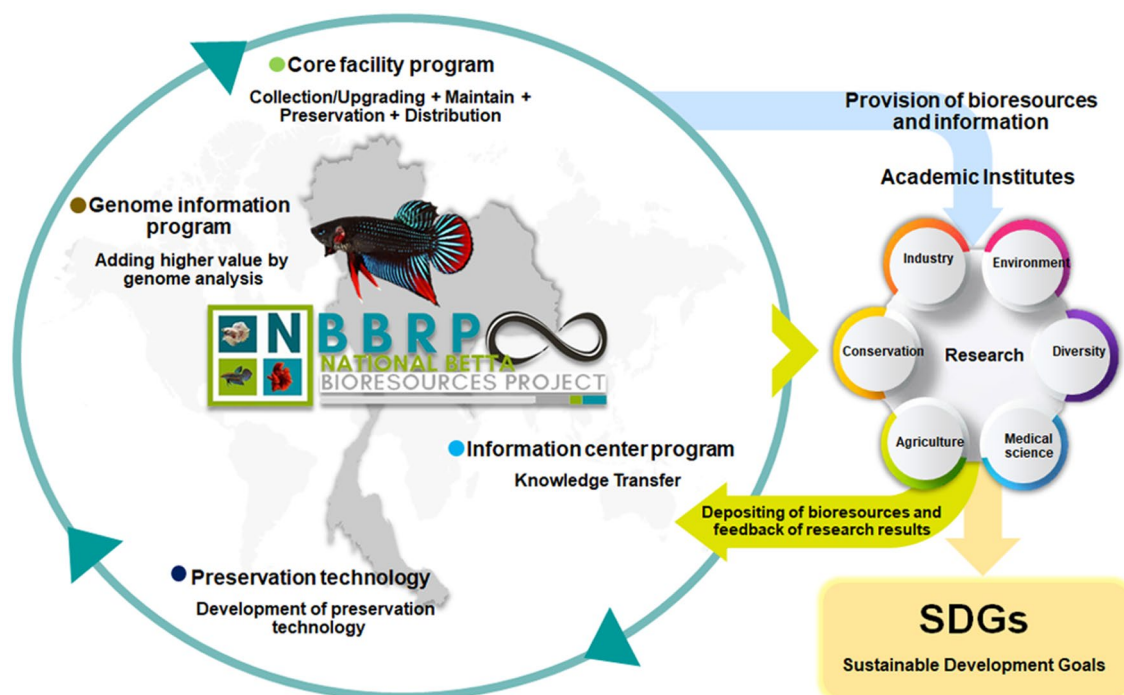 Core facility program
Collection/Upgrading + Maintain +
Preservation + Distribution
Genome information
program
Adding higher value by
genome analysis
NBBRP
NATIONAL BETTA
BIORESOURCES PROJECT
Information center program
Knowledge Transfer
Preservation technology
Development of preservation
technology
Provision of bioresources
and information
Academic Institutes
Industry
Environment
Conservation
Research
Diversity
Agriculture
Medical
science
Depositing of bioresources and
feedback of research results
SDGs
Sustainable Development Goals